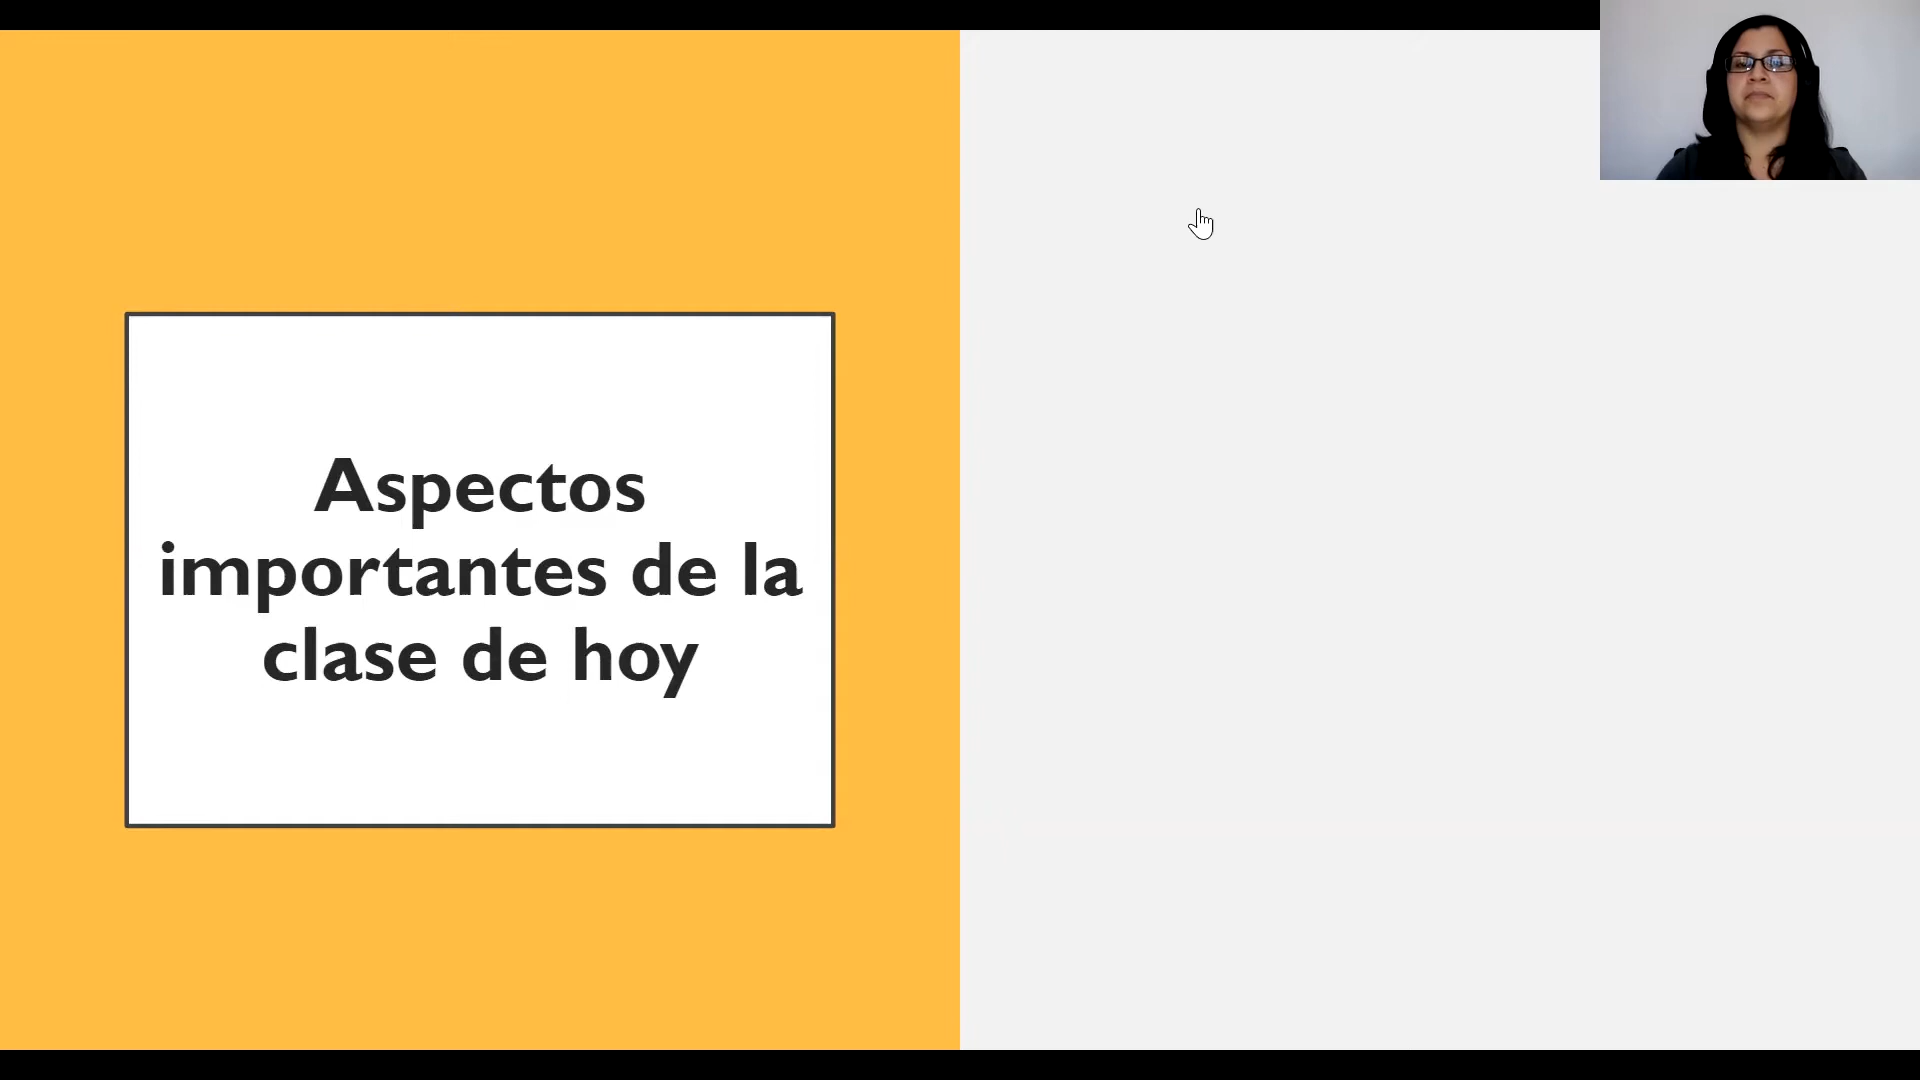 Aspectos
importantes de la
clase de hoy